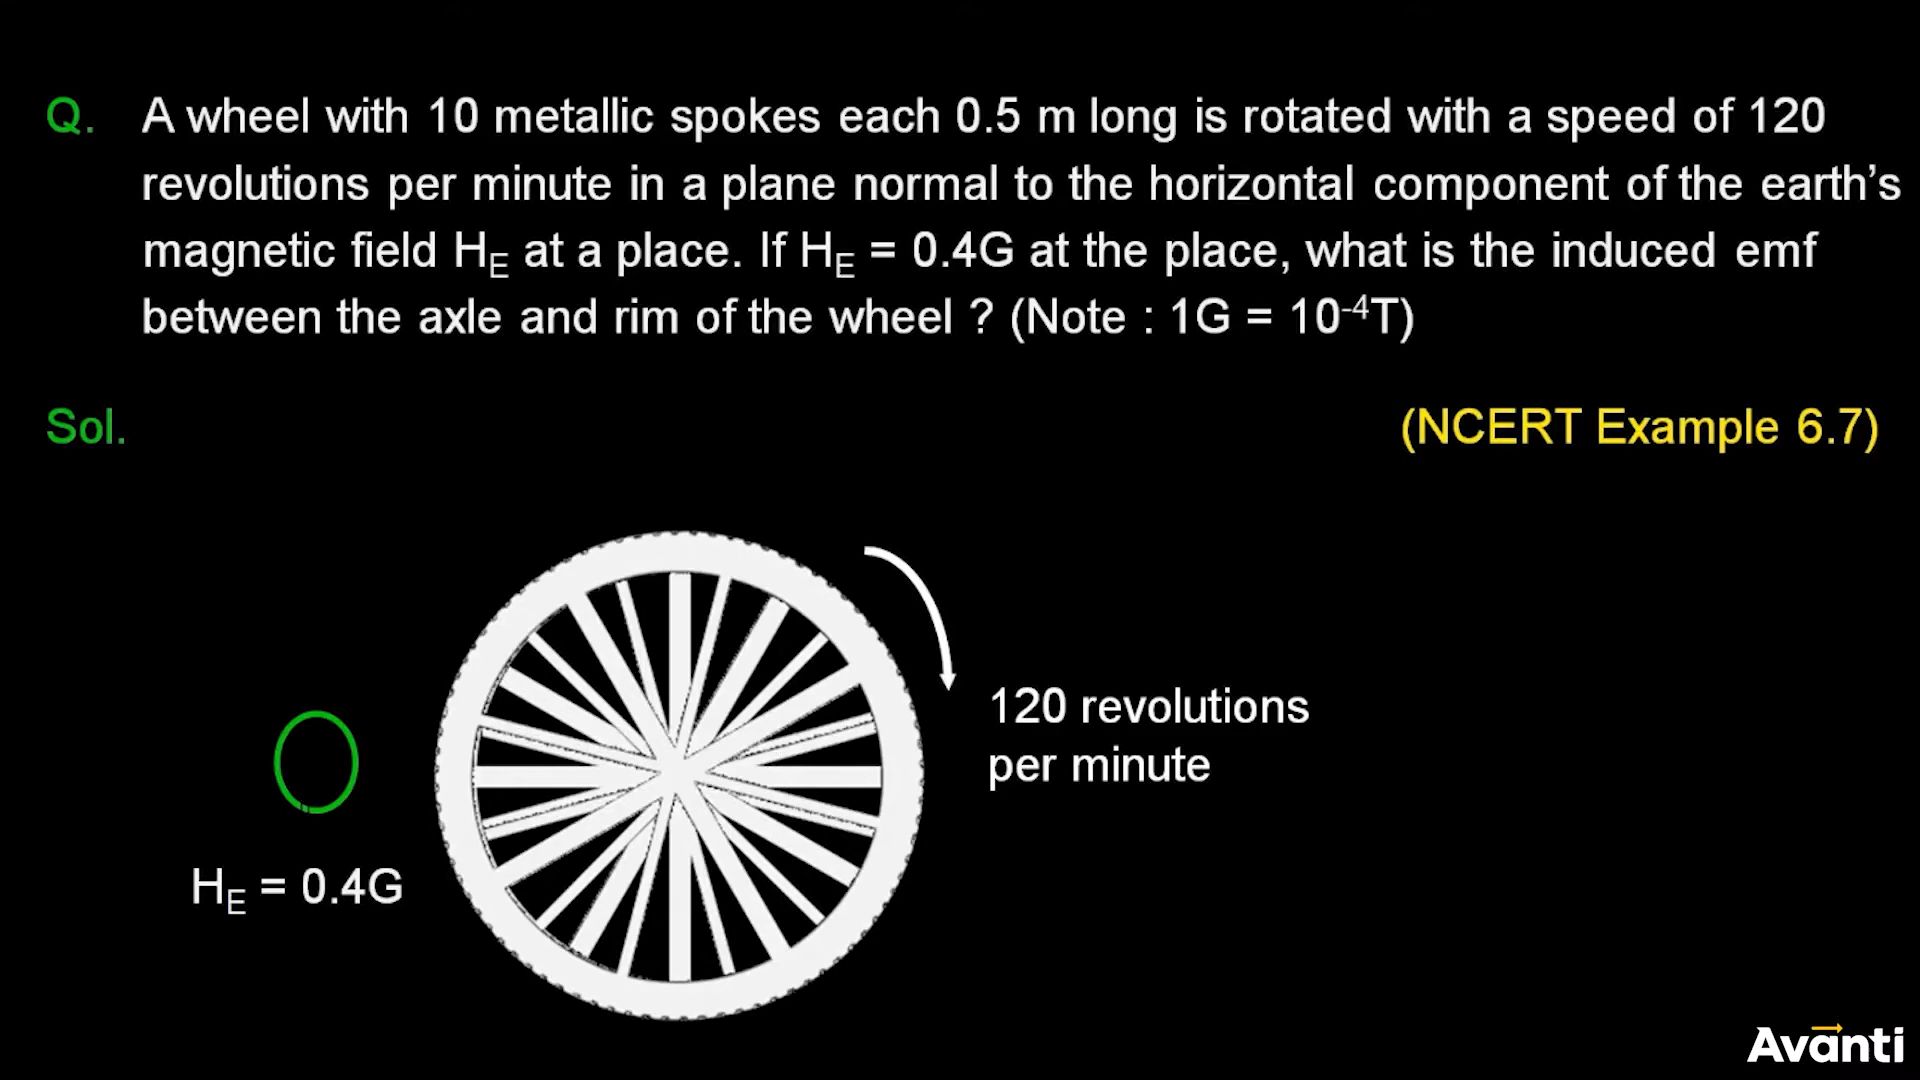 Q. A wheel with 10 metallic spokes each 0.5 m long is rotated with a speed of 120
revolutions per minute in a plane normal to the horizontal component of the earth’s
magnetic field H_E at a place. If H_E = 0.4G at the place, what is the induced emf
between the axle and rim of the wheel ? (Note : 1G = 10⁻⁴T)
Sol. (NCERT Example 6.7)
120 revolutions
per minute
H_E = 0.4G
Avanti